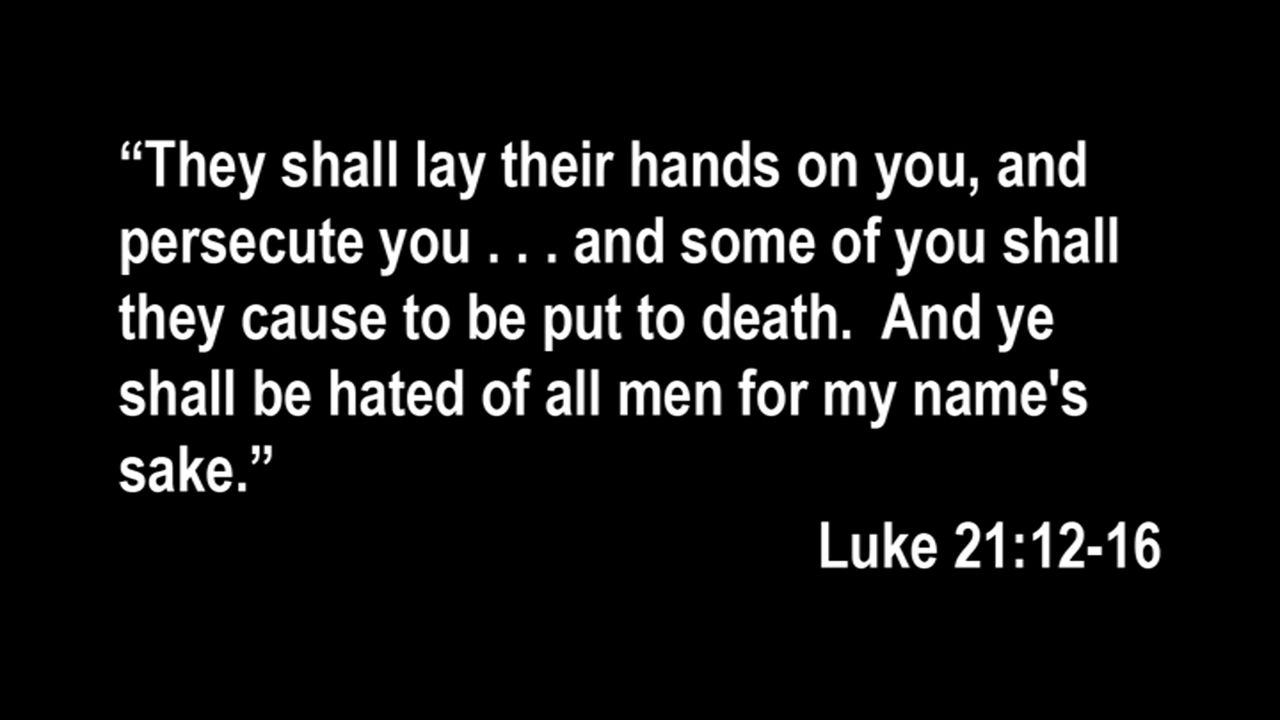 “They shall lay their hands on you, and
persecute you . . . and some of you shall
they cause to be put to death.  And ye
shall be hated of all men for my name's
sake.”
Luke 21:12-16